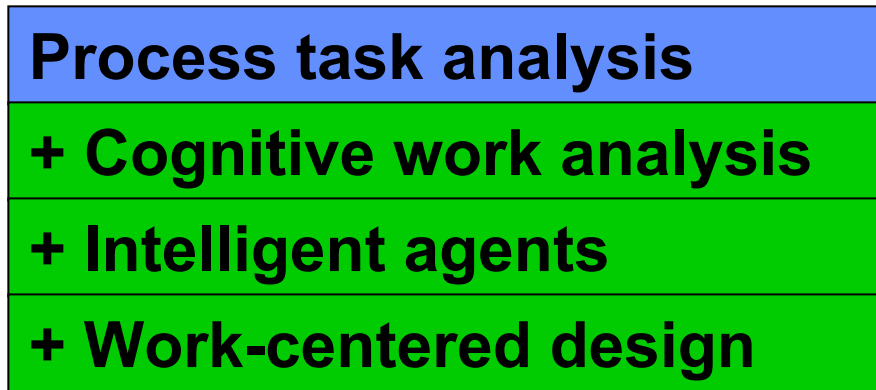 Process task analysis
+ Cognitive work analysis
+ Intelligent agents
+ Work-centered design